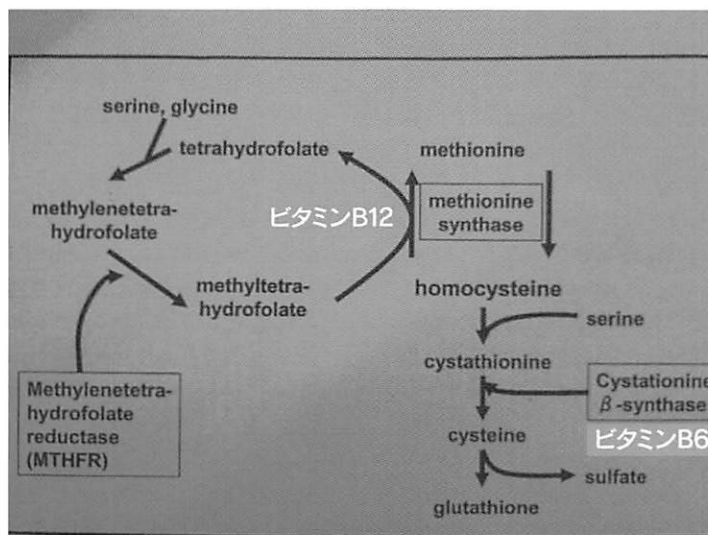 serine, glycine
tetrahydrofolate
methylenetetra-
hydrofolate
methyltetra-
hydrofolate
Methylenetetra-
hydrofolate
reductase
(MTHFR)
ビタミンB12
methionine
methionine
synthase
homocysteine
serine
cystathionine
Cystationine
β-synthase
ビタミンB6
cysteine
sulfate
glutathione